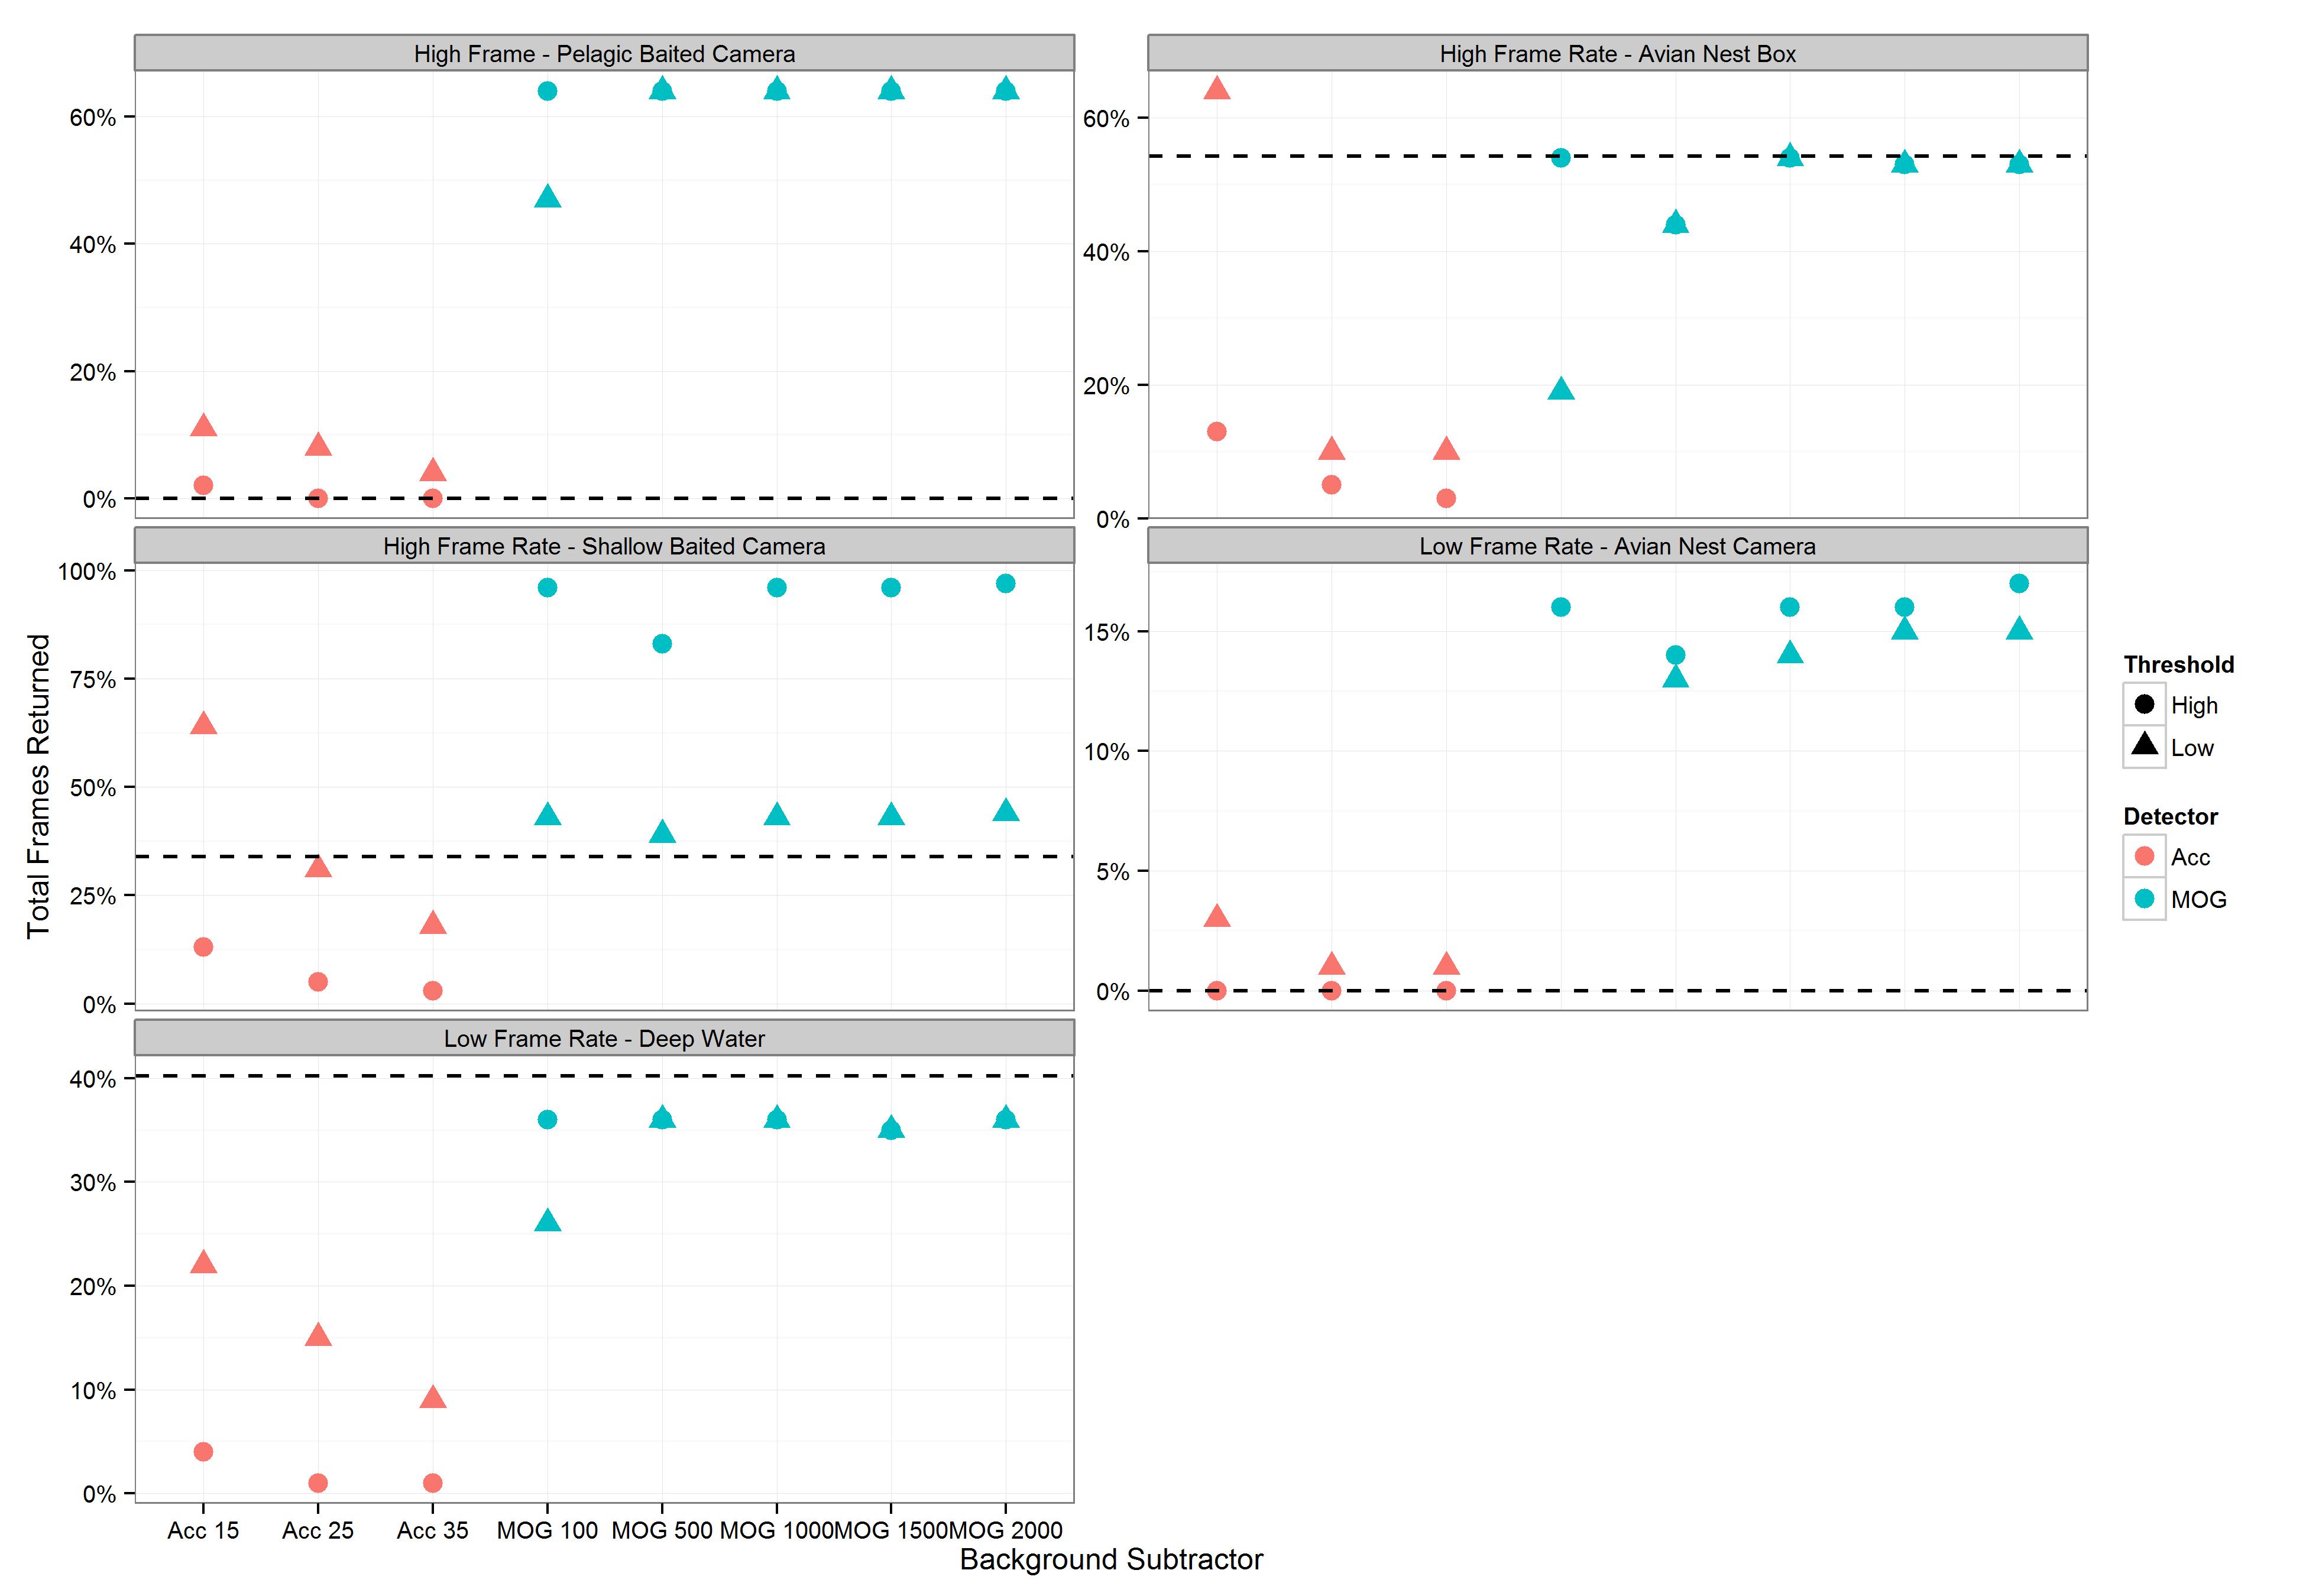 High Frame - Pelagic Baited Camera
High Frame Rate - Avian Nest Box
60%
40%
20%
0%
60%
40%
20%
0%
High Frame Rate - Shallow Baited Camera
Low Frame Rate - Avian Nest Camera
100%
75%
50%
25%
0%
15%
10%
5%
0%
Low Frame Rate - Deep Water
40%
30%
20%
10%
0%
Acc 15 Acc 25 Acc 35 MOG 100 MOG 500 MOG 1000 MOG 1500 MOG 2000
Background Subtractor
Total Frames Returned
Threshold
High
Low
Detector
Acc
MOG